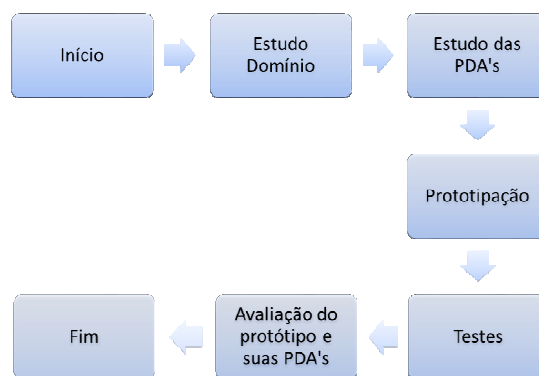 Início
Estudo
Domínio
Estudo das
PDA's
Prototipação
Testes
Avaliação do
protótipo e
suas PDA's
Fim